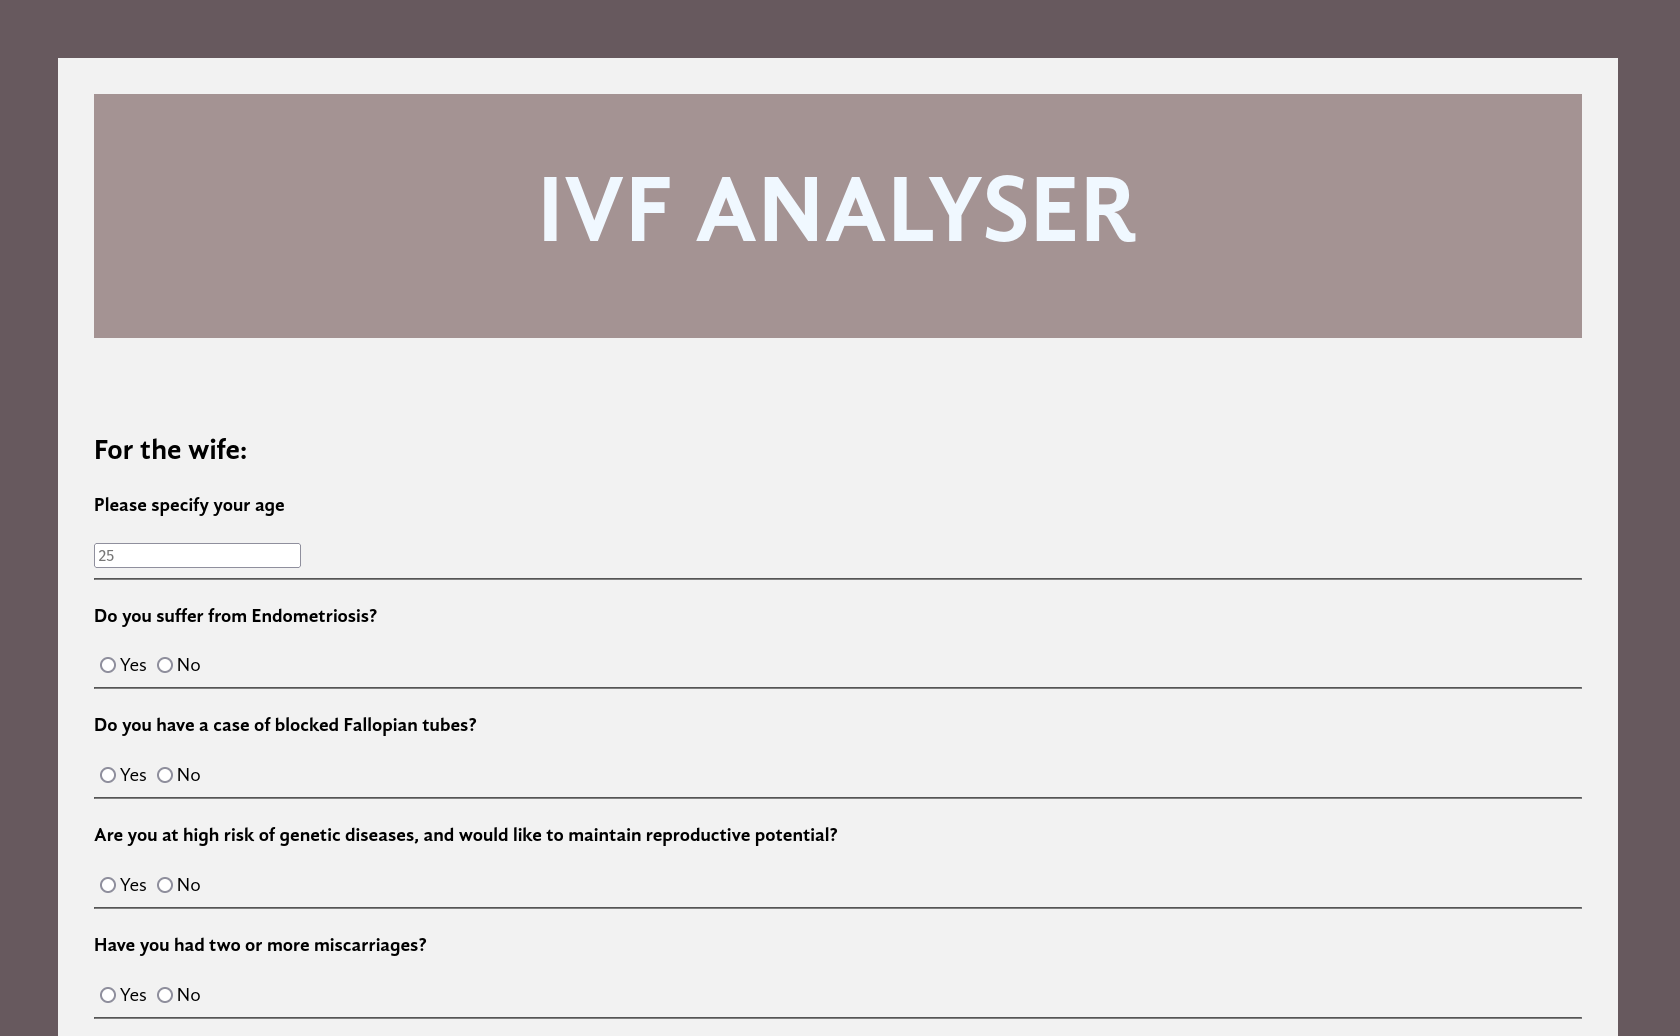 IVF ANALYSER
For the wife:
Please specify your age
25
Do you suffer from Endometriosis?
Yes No
Do you have a case of blocked Fallopian tubes?
Yes No
Are you at high risk of genetic diseases, and would like to maintain reproductive potential?
Yes No
Have you had two or more miscarriages?
Yes No